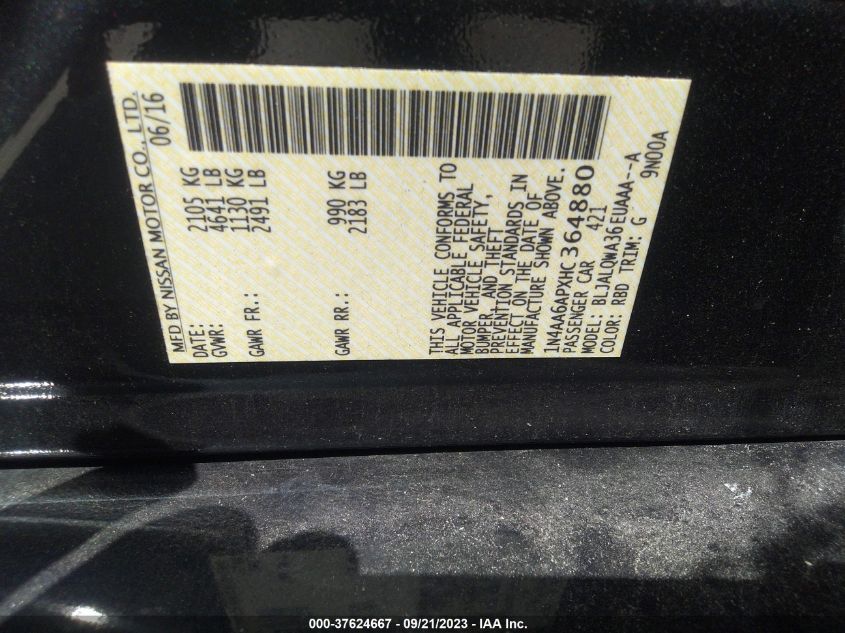 MFD BY NISSAN MOTOR CO., LTD.
DATE: 06/16
GVWR: 2105 KG
4641 LB
GAWR FR.: 1130 KG
2491 LB
GAWR RR.: 990 KG
2183 LB
THIS VEHICLE CONFORMS TO
ALL APPLICABLE FEDERAL
MOTOR VEHICLE SAFETY,
BUMPER, AND THEFT
PREVENTION STANDARDS IN
EFFECT ON THE DATE OF
MANUFACTURE SHOWN ABOVE.
1N4AA6APXHC364880
PASSENGER CAR 421
MODEL: BLJALQWA36EUAAA--A
COLOR: RBD TRIM: G 9N00A
000-37624667 - 09/21/2023 - IAA Inc.